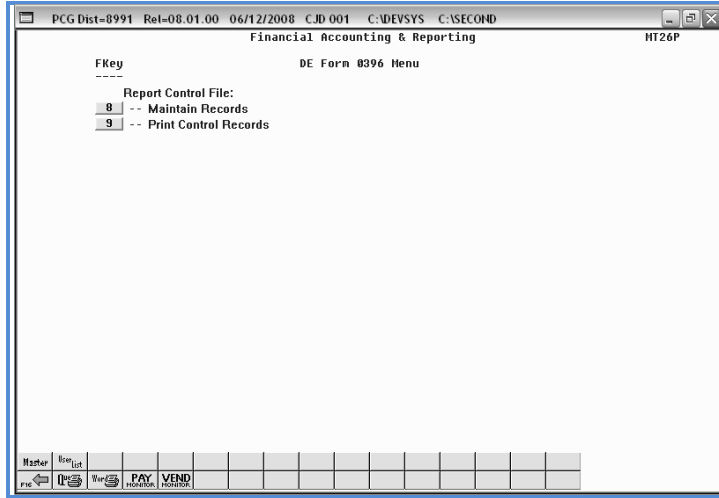 PCG Dist=8991 Rel=08.01.00 06/12/2008 CJD 001 C:\DEVSYS C:\SECOND
Financial Accounting & Reporting MT26P
FKey DE Form 0396 Menu
----
Report Control File:
8 -- Maintain Records
9 -- Print Control Records
Master User List
F16 Que Wor PAY MONITOR VEND MONITOR